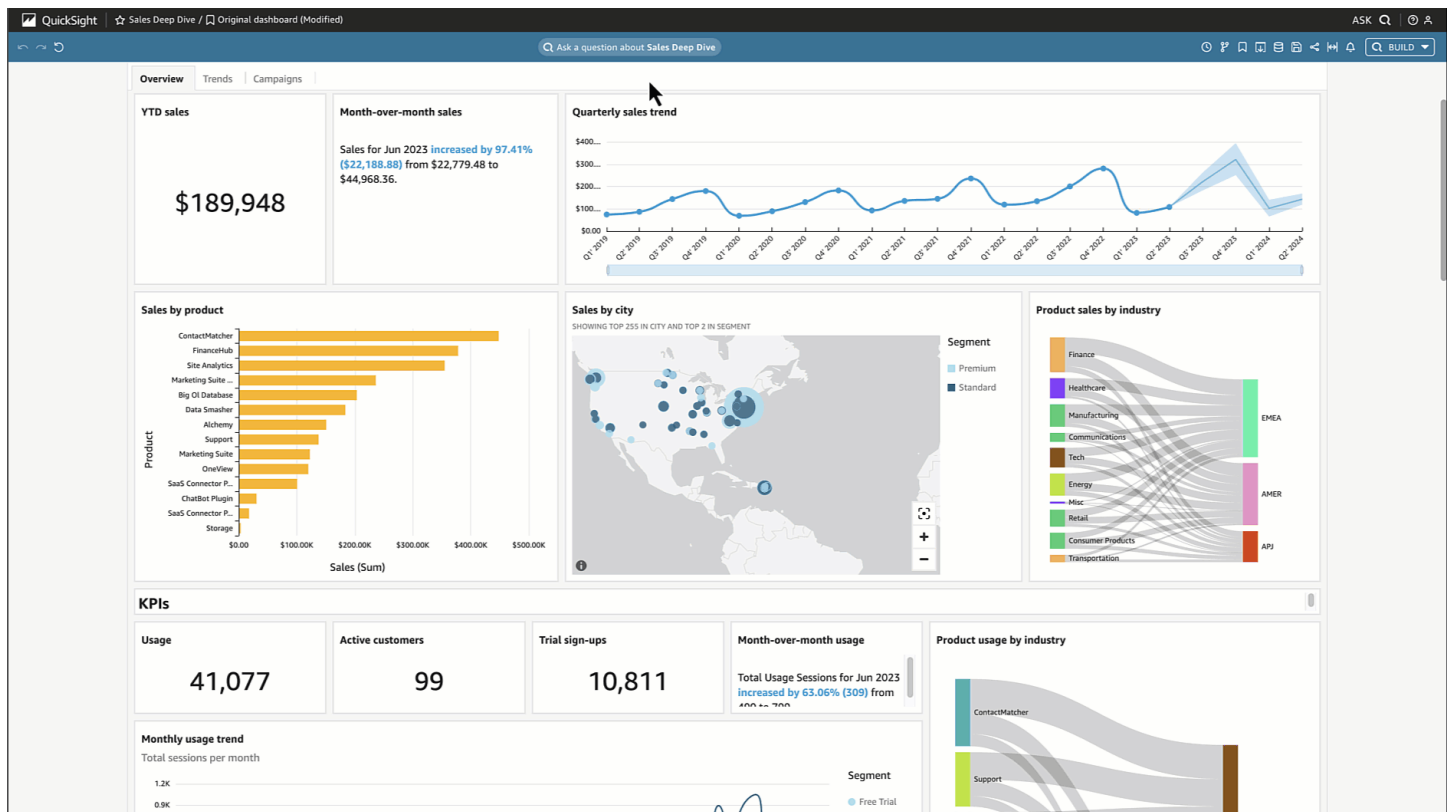 QuickSight
Sales Deep Dive / Original dashboard (Modified)
ASK
Ask a question about Sales Deep Dive
BUILD
Overview
Trends
Campaigns
YTD sales
$189,948
Month-over-month sales
Sales for Jun 2023 increased by 97.41%
($22,188.88) from $22,779.48 to
$44,968.36.
Quarterly sales trend
$400...
$300...
$200...
$100...
$0.00
Q1' 2019
Q2' 2019
Q3' 2019
Q4' 2019
Q1' 2020
Q2' 2020
Q3' 2020
Q4' 2020
Q1' 2021
Q2' 2021
Q3' 2021
Q4' 2021
Q1' 2022
Q2' 2022
Q3' 2022
Q4' 2022
Q1' 2023
Q2' 2023
Q3' 2023
Q4' 2023
Q1' 2024
Q2' 2024
Sales by product
Product
ContactMatcher
FinanceHub
Site Analytics
Marketing Suite ...
Big Ol Database
Data Smasher
Alchemy
Support
Marketing Suite
OneView
SaaS Connector P...
ChatBot Plugin
SaaS Connector P...
Storage
$0.00
$100.00K
$200.00K
$300.00K
$400.00K
$500.00K
Sales (Sum)
Sales by city
SHOWING TOP 255 IN CITY AND TOP 2 IN SEGMENT
Segment
Premium
Standard
Product sales by industry
Finance
Healthcare
Manufacturing
Communications
Tech
Energy
Misc
Retail
Consumer Products
Transportation
EMEA
AMER
APJ
KPIs
Usage
41,077
Active customers
99
Trial sign-ups
10,811
Month-over-month usage
Total Usage Sessions for Jun 2023
increased by 63.06% (309) from
Product usage by industry
ContactMatcher
Support
Monthly usage trend
Total sessions per month
1.2K
0.9K
Segment
Free Trial